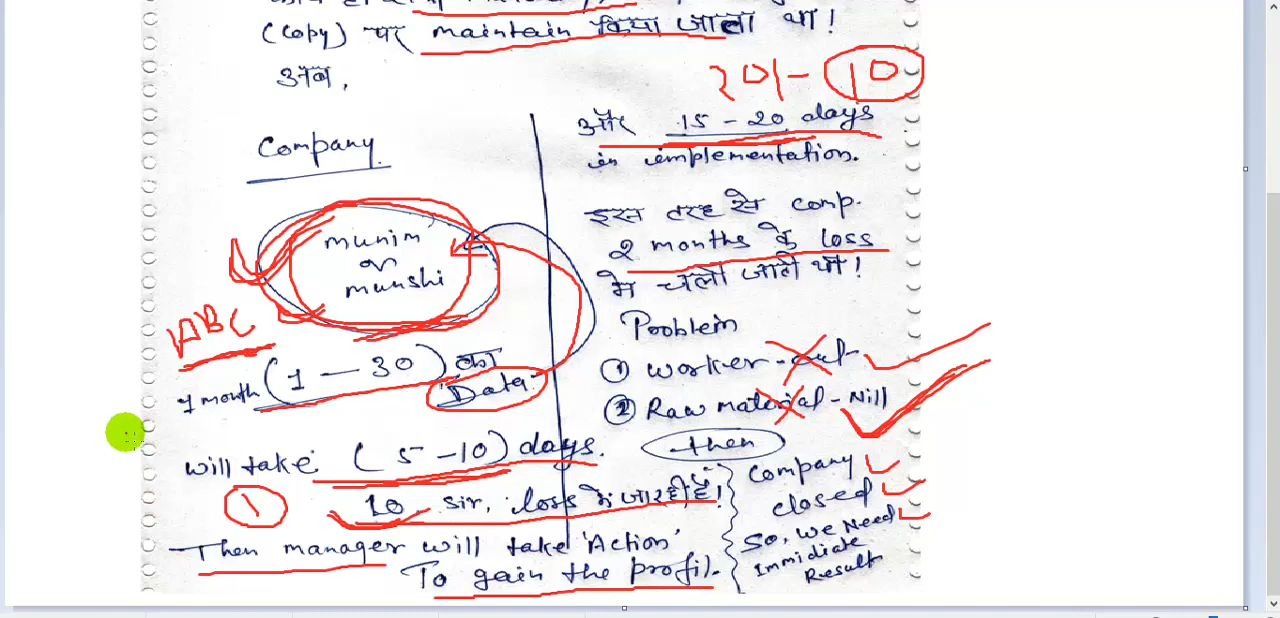 (copy) पर maintain किया जाता था!
अब,
Company
munim
or
munshi
ABC
1 month (1 – 30) का
Data
will take (5 – 10) days.
1
10 sir, loss में जा रही है!
Then manager will take 'Action'
To gain the profit.
20/- 10
और 15 – 20 days
in implementation.
इस तरह से comp.
2 months के loss
मे चली जाती थी!
Problem
① worker - out
② Raw material - Nill
then
Company
closed
So, we Need
Immidiate
Result